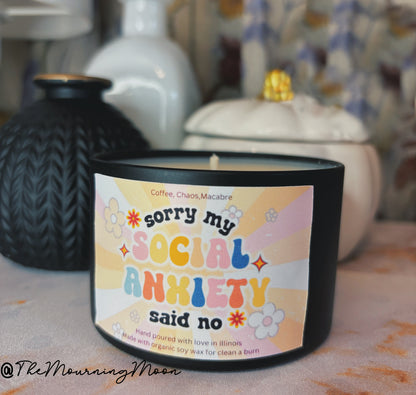 Coffee, Chaos,Macabre
sorry my
SOCIAL
ANXIETY
said no
Hand poured with love in Illinois
Made with organic soy wax for clean a burn
@TheMourningMoon